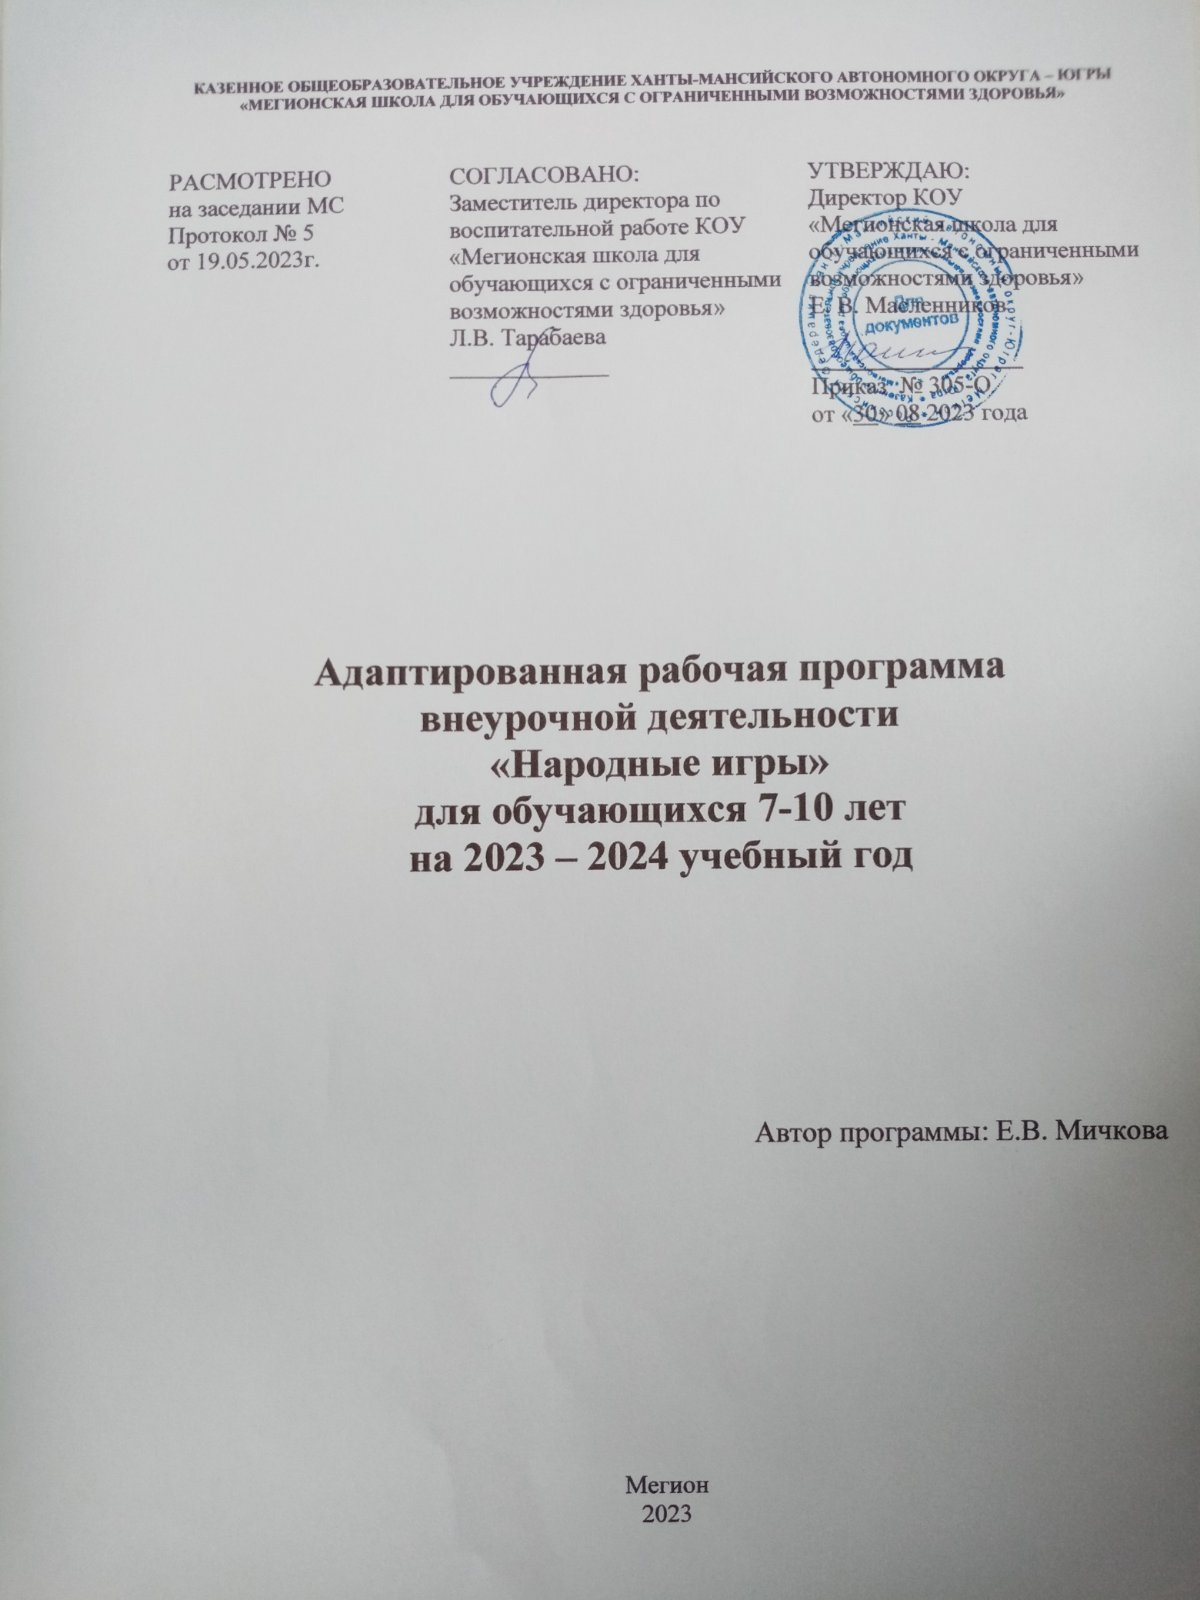 КАЗЕННОЕ ОБЩЕОБРАЗОВАТЕЛЬНОЕ УЧРЕЖДЕНИЕ ХАНТЫ-МАНСИЙСКОГО АВТОНОМНОГО ОКРУГА – ЮГРЫ
«МЕГИОНСКАЯ ШКОЛА ДЛЯ ОБУЧАЮЩИХСЯ С ОГРАНИЧЕННЫМИ ВОЗМОЖНОСТЯМИ ЗДОРОВЬЯ»
РАСМОТРЕНО
на заседании МС
Протокол № 5
от 19.05.2023г.
СОГЛАСОВАНО:
Заместитель директора по
воспитательной работе КОУ
«Мегионская школа для
обучающихся с ограниченными
возможностями здоровья»
Л.В. Тарабаева
УТВЕРЖДАЮ:
Директор КОУ
«Мегионская школа для
обучающихся с ограниченными
возможностями здоровья»
Е. В. Масленников
Приказ № 305-О
от «30» 08 2023 года
Для
документов
Адаптированная рабочая программа
внеурочной деятельности
«Народные игры»
для обучающихся 7-10 лет
на 2023 – 2024 учебный год
Автор программы: Е.В. Мичкова
Мегион
2023